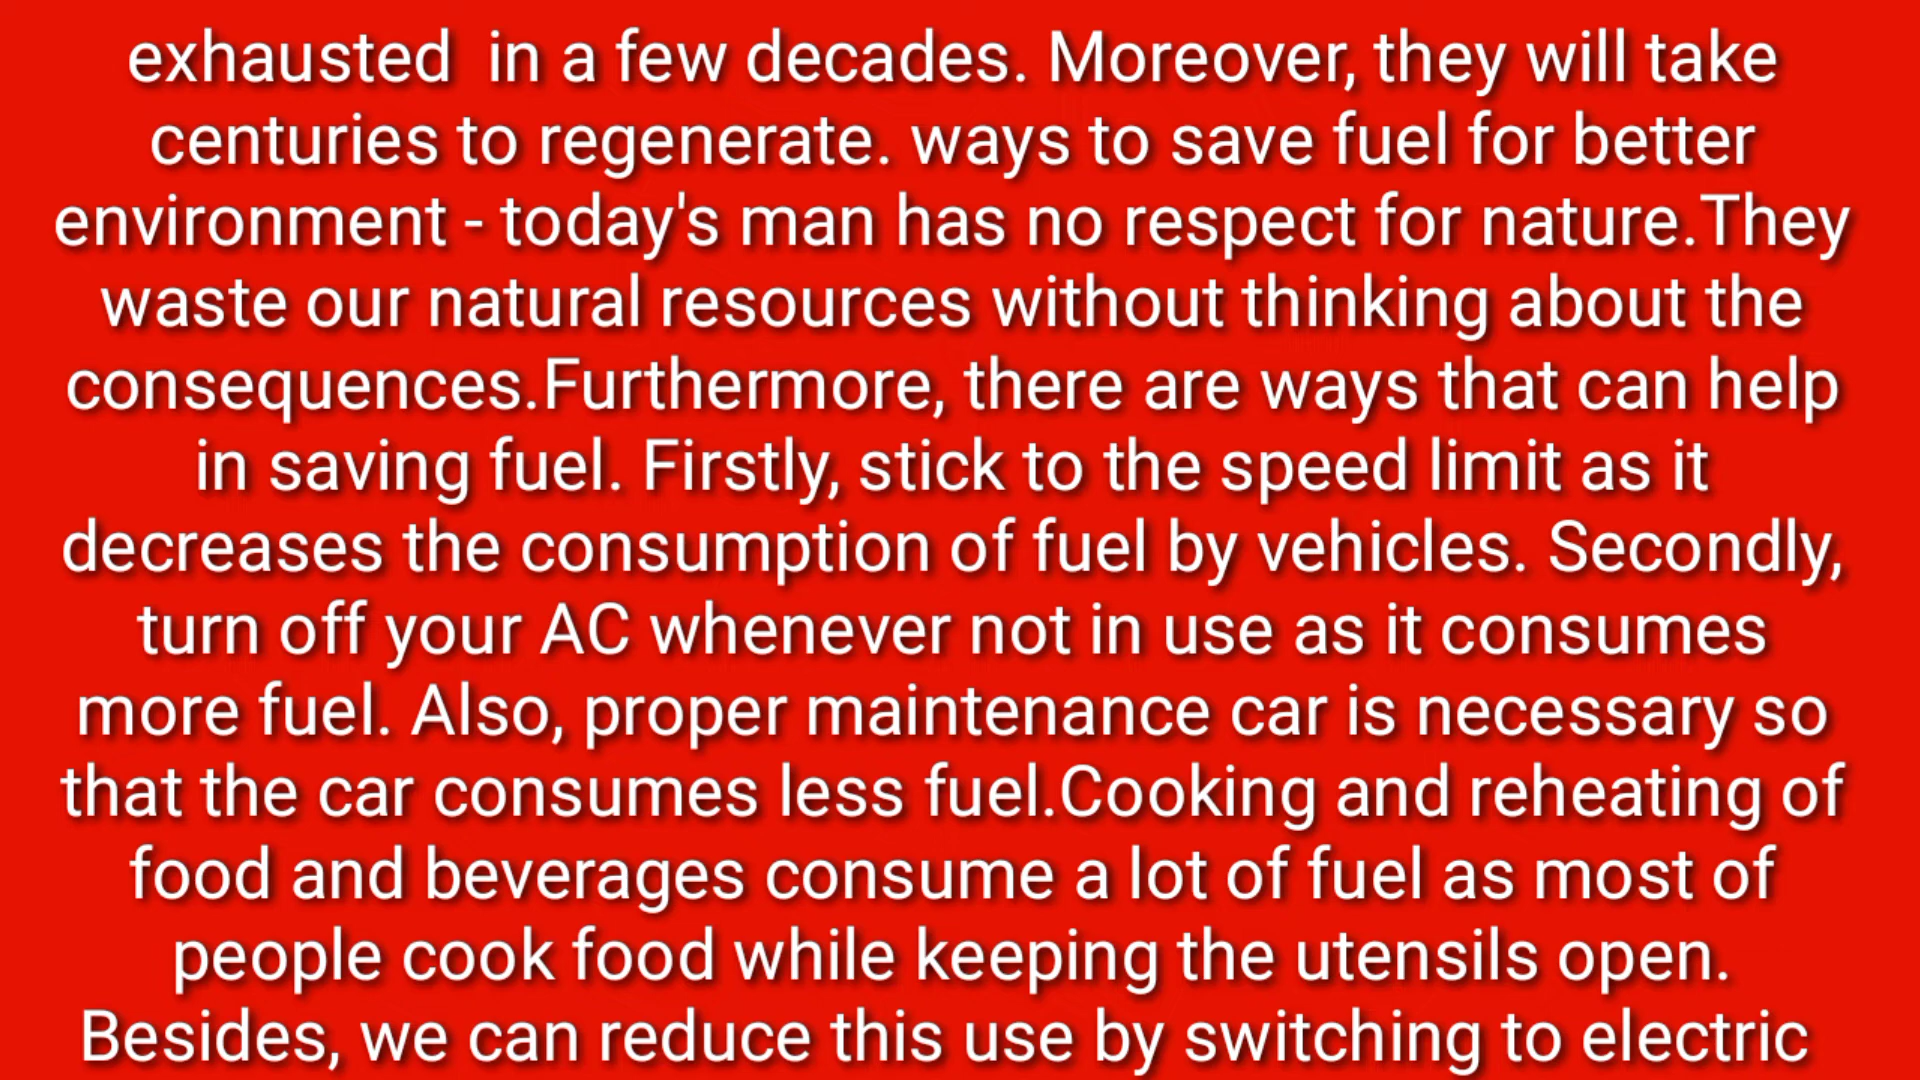 exhausted  in a few decades. Moreover, they will take
centuries to regenerate. ways to save fuel for better
environment - today's man has no respect for nature.They
waste our natural resources without thinking about the
consequences.Furthermore, there are ways that can help
in saving fuel. Firstly, stick to the speed limit as it
decreases the consumption of fuel by vehicles. Secondly,
turn off your AC whenever not in use as it consumes
more fuel. Also, proper maintenance car is necessary so
that the car consumes less fuel.Cooking and reheating of
food and beverages consume a lot of fuel as most of
people cook food while keeping the utensils open.
Besides, we can reduce this use by switching to electric